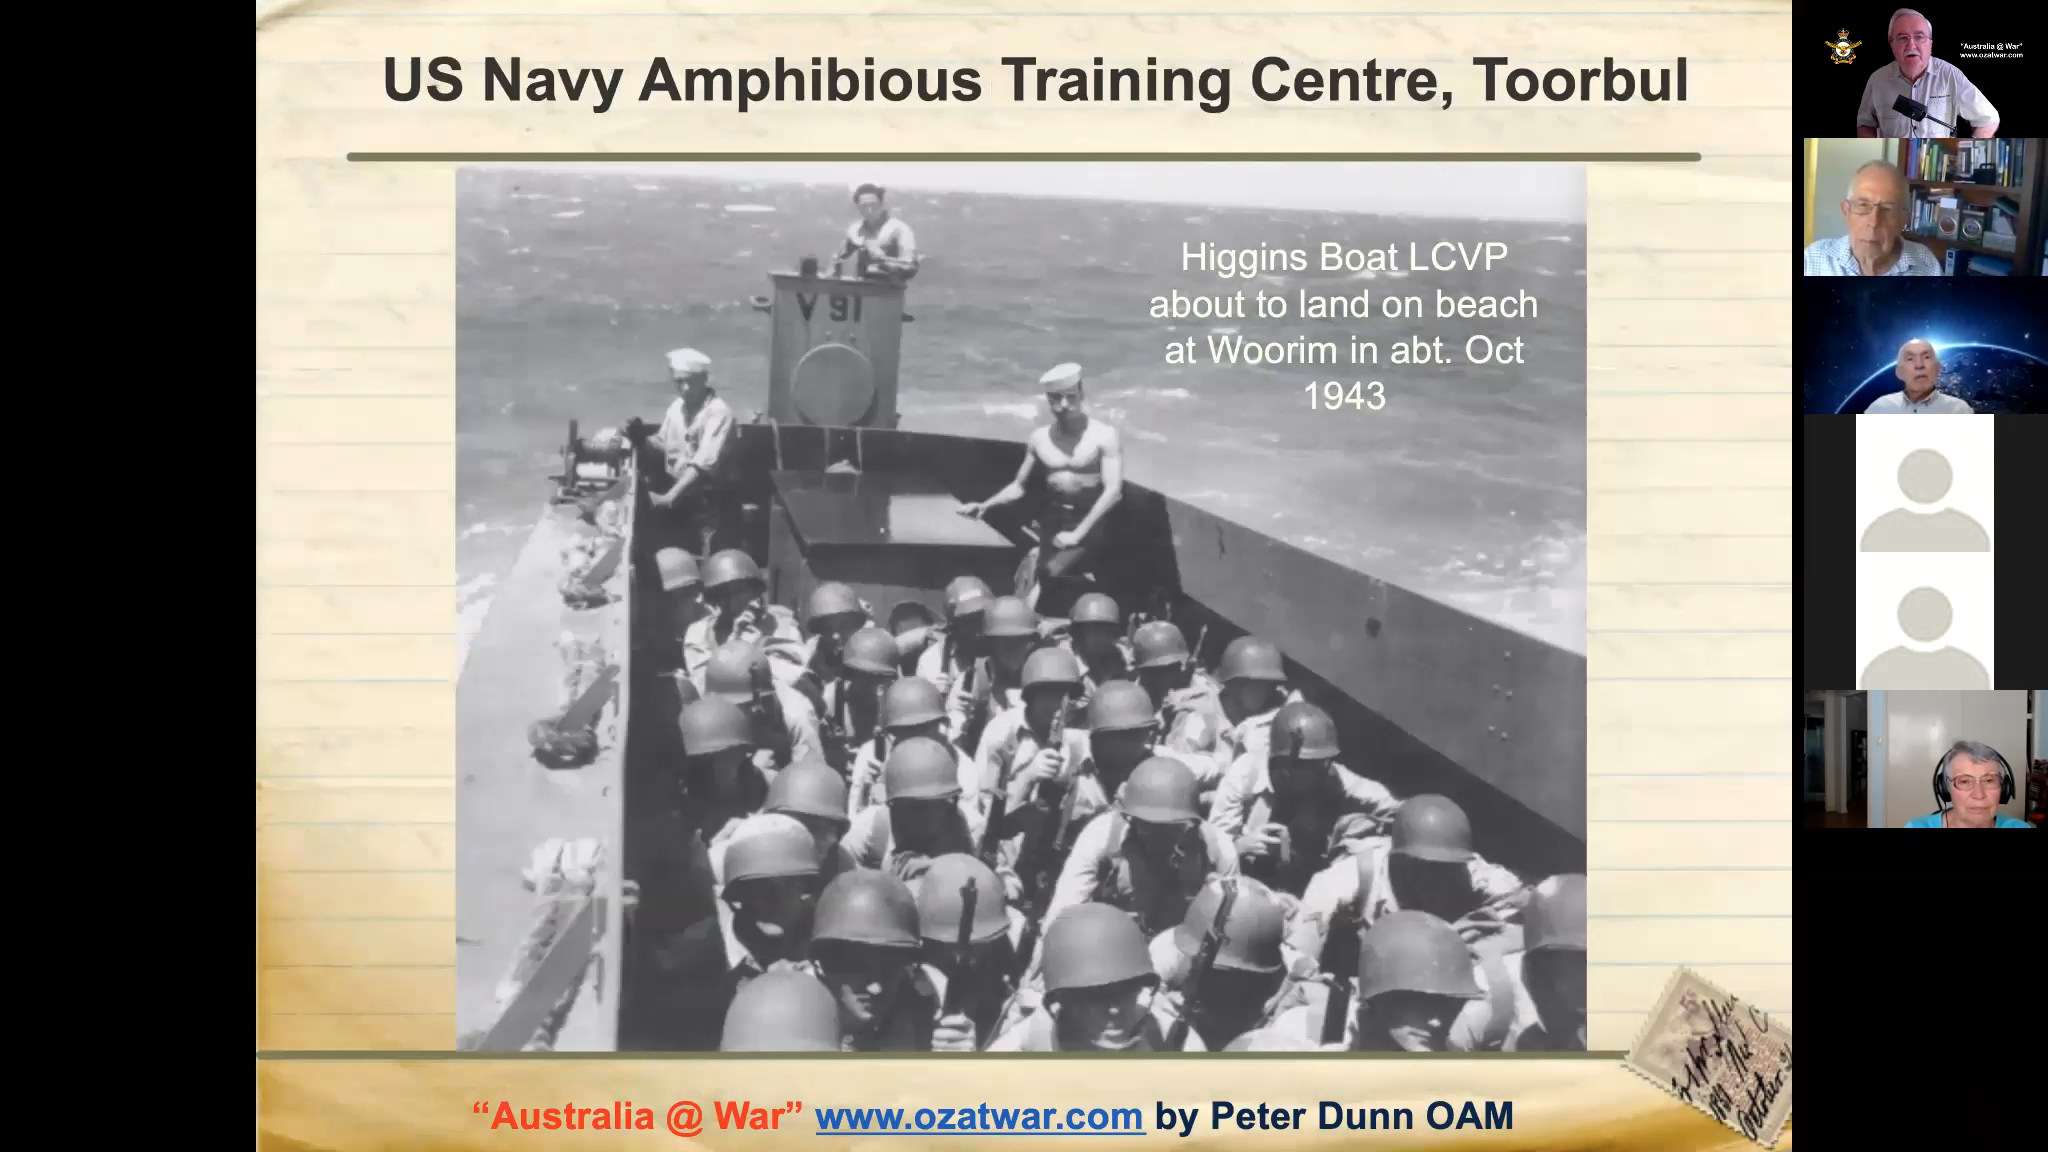 US Navy Amphibious Training Centre, Toorbul
"Australia @ War"
www.ozatwar.com
V 91
Higgins Boat LCVP
about to land on beach
at Woorim in abt. Oct
1943
“Australia @ War” www.ozatwar.com by Peter Dunn OAM